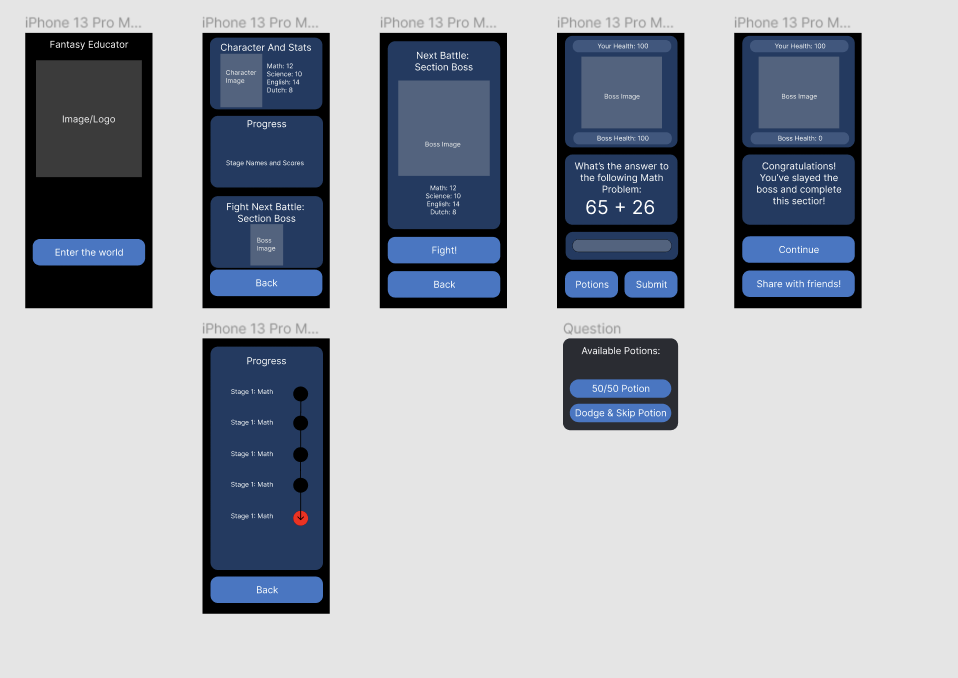 iPhone 13 Pro M...
Fantasy Educator
Image/Logo
Enter the world
iPhone 13 Pro M...
Character And Stats
Character
Image
Math: 12
Science: 10
English: 14
Dutch: 8
Progress
Stage Names and Scores
Fight Next Battle:
Section Boss
Boss
Image
Back
iPhone 13 Pro M...
Next Battle:
Section Boss
Boss Image
Math: 12
Science: 10
English: 14
Dutch: 8
Fight!
Back
iPhone 13 Pro M...
Your Health: 100
Boss Image
Boss Health: 100
What's the answer to
the following Math
Problem:
65 + 26
Potions
Submit
iPhone 13 Pro M...
Your Health: 100
Boss Image
Boss Health: 0
Congratulations!
You've slayed the
boss and complete
this sectior!
Continue
Share with friends!
iPhone 13 Pro M...
Progress
Stage 1: Math
Stage 1: Math
Stage 1: Math
Stage 1: Math
Stage 1: Math
Back
Question
Available Potions:
50/50 Potion
Dodge & Skip Potion